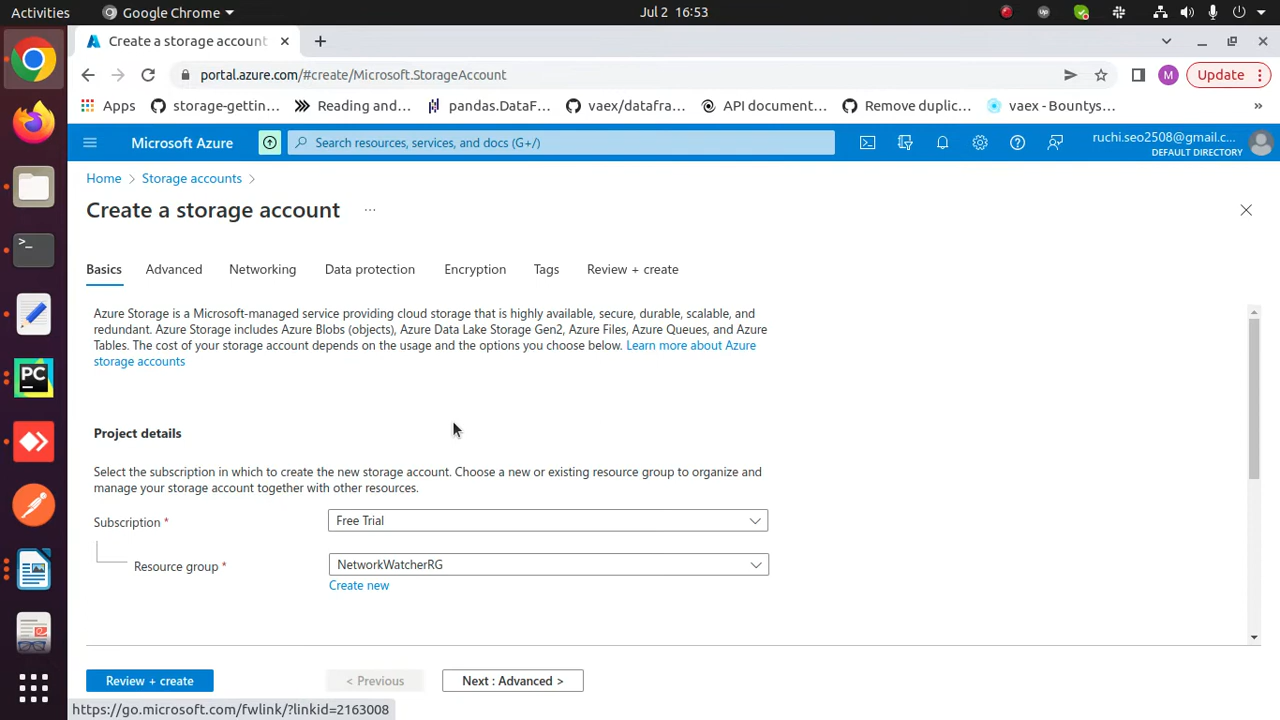 Activities
Google Chrome
Jul 2 16:53
Create a storage account
portal.azure.com/#create/Microsoft.StorageAccount
M
Update
Apps
storage-gettin...
Reading and...
pandas.DataF...
vaex/datafra...
API document...
Remove duplic...
vaex - Bountys...
»
Microsoft Azure
Search resources, services, and docs (G+/)
ruchi.seo2508@gmail.c...
DEFAULT DIRECTORY
Home > Storage accounts >
Create a storage account ...
Basics
Advanced
Networking
Data protection
Encryption
Tags
Review + create
Azure Storage is a Microsoft-managed service providing cloud storage that is highly available, secure, durable, scalable, and
redundant. Azure Storage includes Azure Blobs (objects), Azure Data Lake Storage Gen2, Azure Files, Azure Queues, and Azure
Tables. The cost of your storage account depends on the usage and the options you choose below. Learn more about Azure
storage accounts
Project details
Select the subscription in which to create the new storage account. Choose a new or existing resource group to organize and
manage your storage account together with other resources.
Subscription *
Free Trial
Resource group *
NetworkWatcherRG
Create new
Review + create
< Previous
Next : Advanced >
https://go.microsoft.com/fwlink/?linkid=2163008
PC